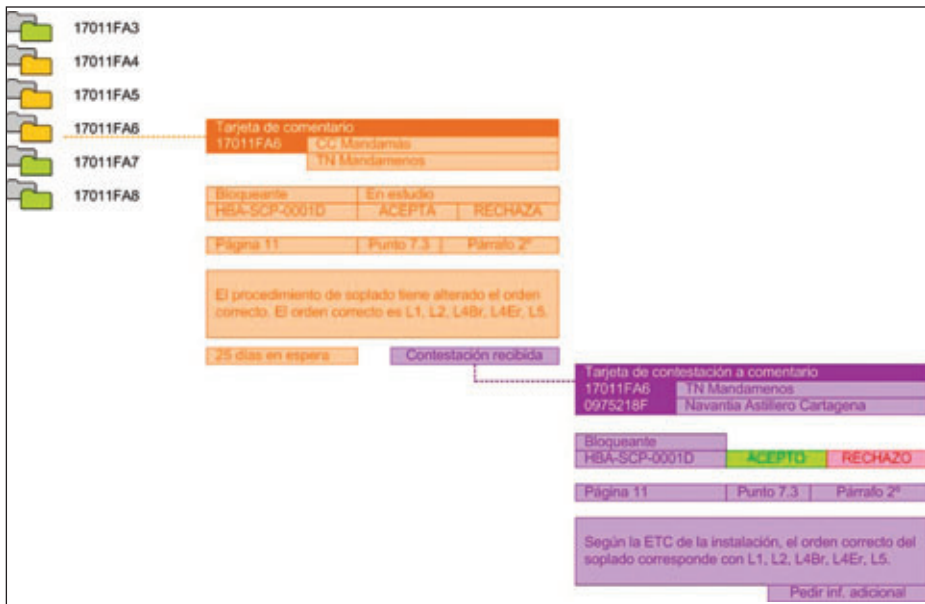 17011FA3
17011FA4
17011FA5
17011FA6
17011FA7
17011FA8
Tarjeta de comentario
17011FA6 CC Mandamás
TN Mandamenos
Bloqueante En estudio
HBA-SCP-0001D ACEPTA RECHAZA
Página 11 Punto 7.3 Párrafo 2º
El procedimiento de soplado tiene alterado el orden
correcto. El orden correcto es L1, L2, L4Br, L4Er, L5.
25 días en espera Contestación recibida
Tarjeta de contestación a comentario
17011FA6 TN Mandamenos
0975218F Navantia Astillero Cartagena
Bloqueante
HBA-SCP-0001D ACEPTO RECHAZO
Página 11 Punto 7.3 Párrafo 2º
Según la ETC de la instalación, el orden correcto del
soplado corresponde con L1, L2, L4Br, L4Er, L5.
Pedir inf. adicional